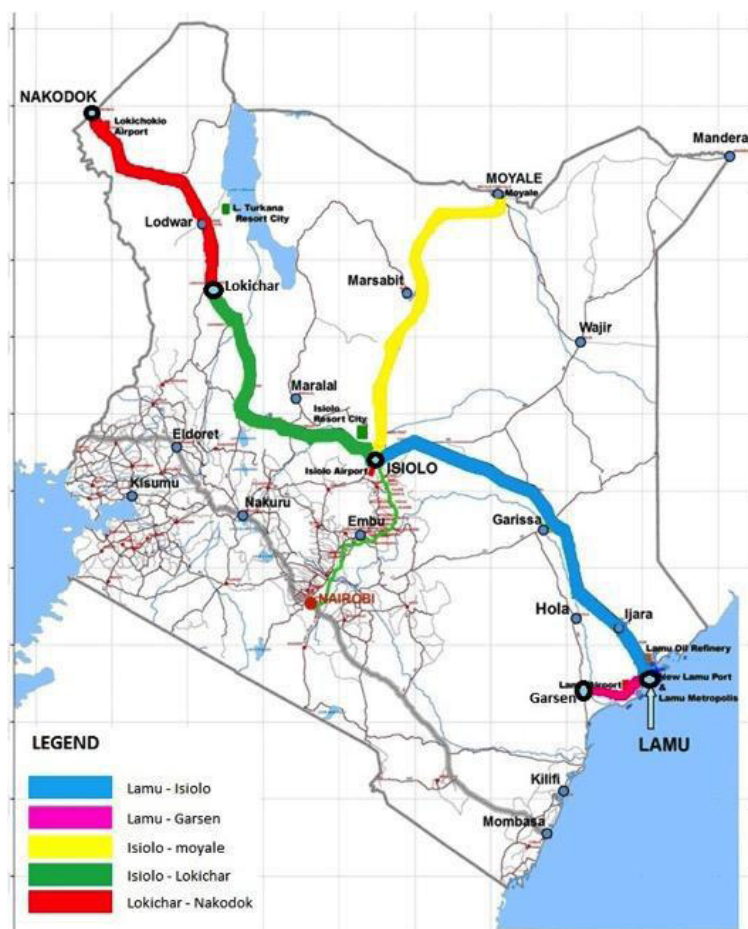 NAKODOK
Lokichokio
Airport
Mandera
MOYALE
Moyale
L. Turkana
Resort City
Lodwar
Lokichar
Marsabit
Wajir
Maralal
Isiolo
Resort City
Eldoret
Isiolo Airport
ISIOLO
Kisumu
Nakuru
Embu
Garissa
NAIROBI
Hola
Ijara
Lamu Oil Refinery
New Lamu Port
&
Lamu Metropolis
Airport
Garsen
LAMU
Kilifi
Mombasa
LEGEND
Lamu - Isiolo
Lamu - Garsen
Isiolo - moyale
Isiolo - Lokichar
Lokichar - Nakodok